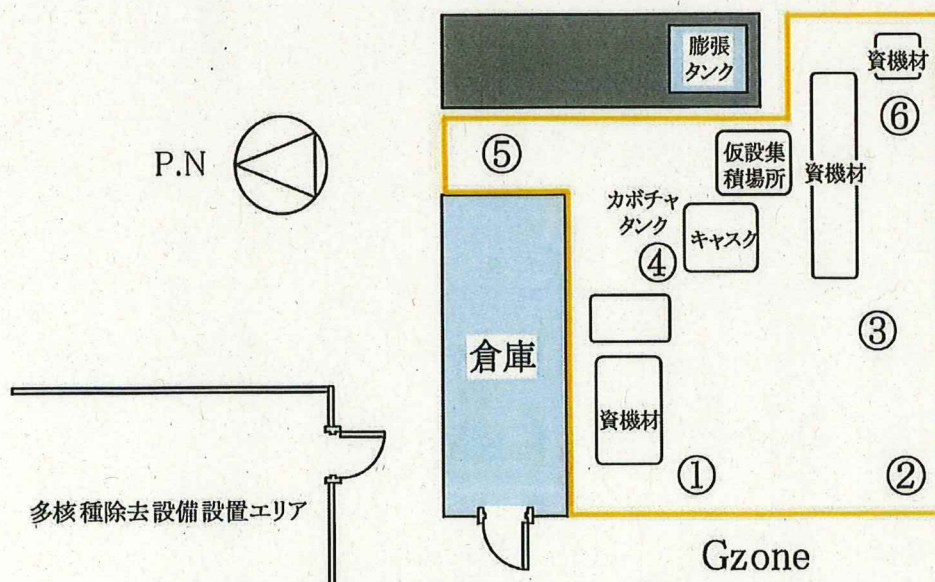 膨張
タンク
資機材
⑥
P.N
⑤
仮設集
積場所
資機材
カボチャ
タンク
キャスク
④
③
倉庫
資機材
①
②
多核種除去設備設置エリア
Gzone